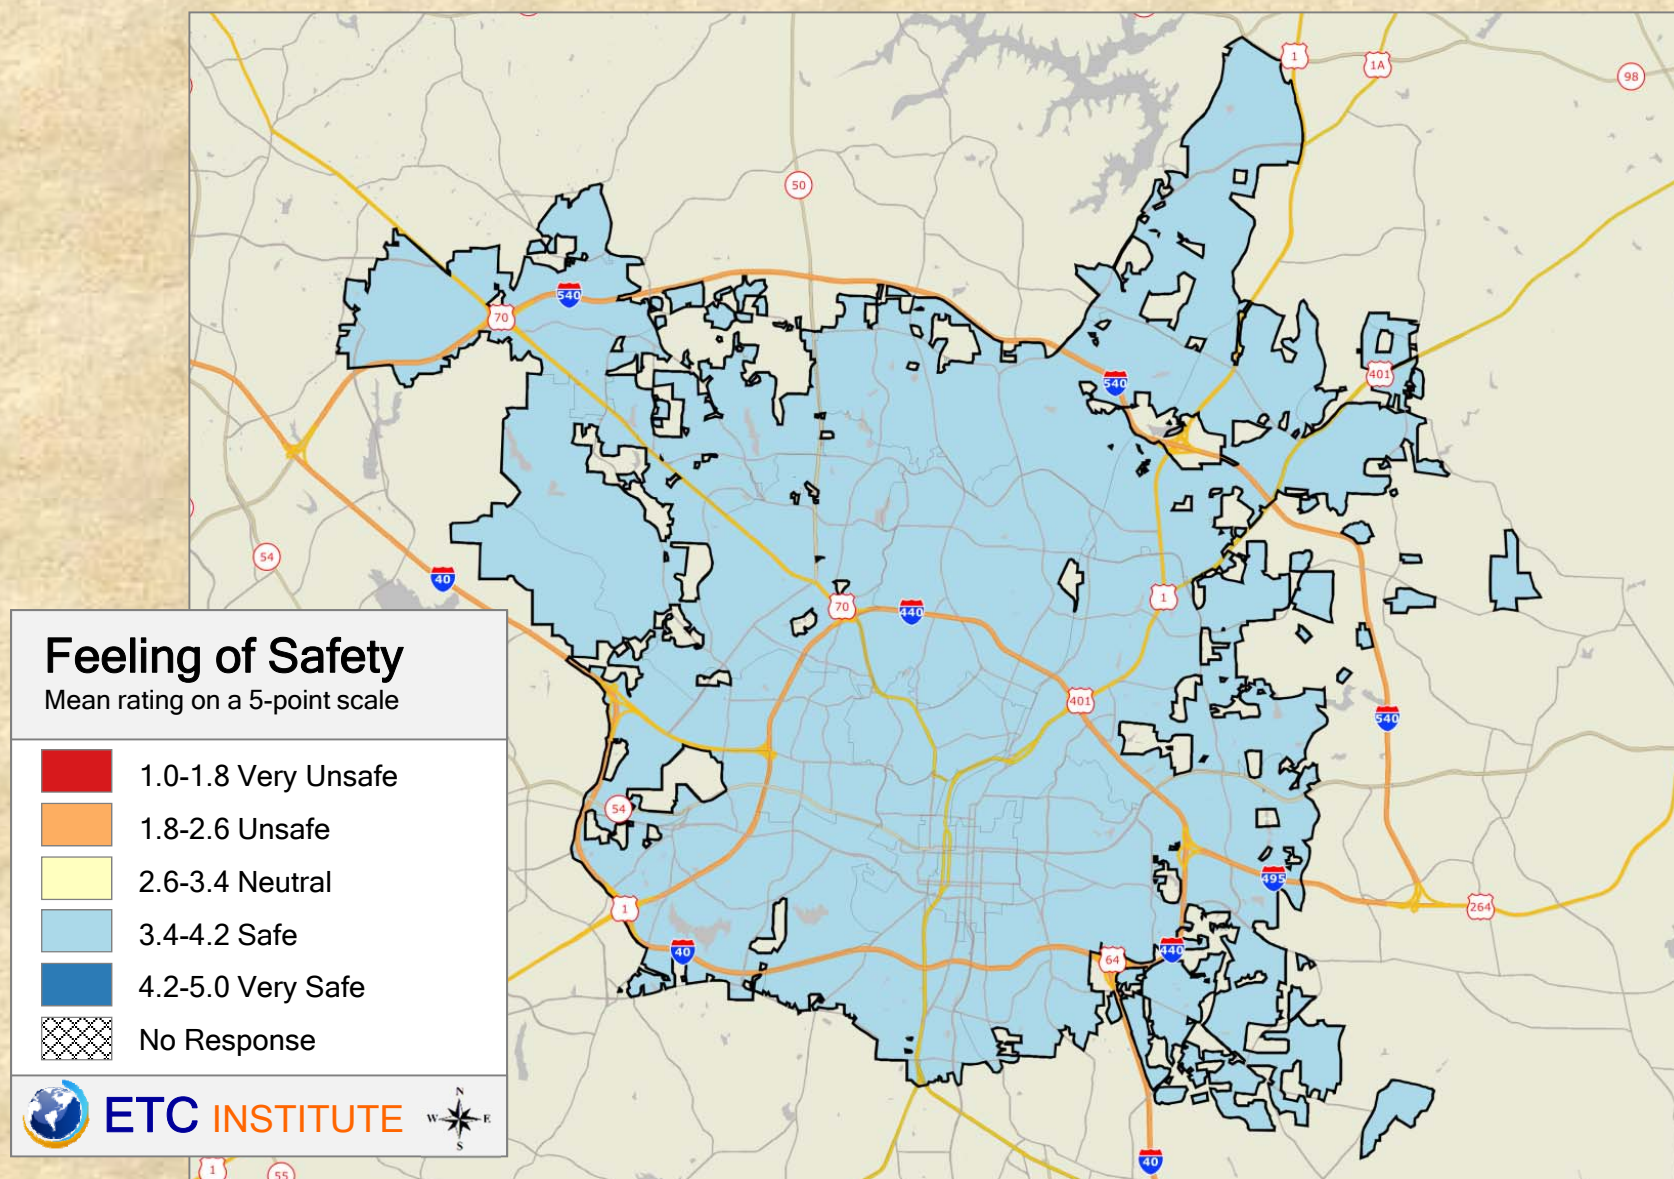 1
1A
98
50
540
70
401
540
54
40
70
440
1
401
540
54
495
1
264
40
64
440
40
1
55
Feeling of Safety
Mean rating on a 5-point scale
1.0-1.8 Very Unsafe
1.8-2.6 Unsafe
2.6-3.4 Neutral
3.4-4.2 Safe
4.2-5.0 Very Safe
No Response
ETC INSTITUTE
N
W E
S